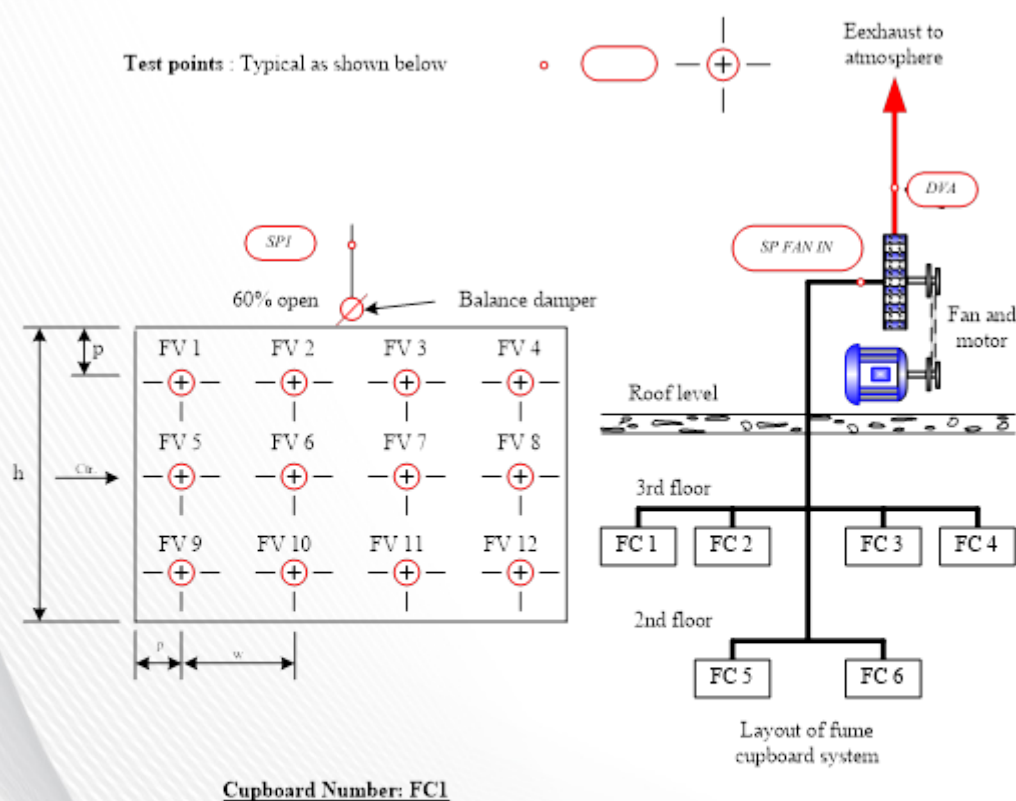 Test points : Typical as shown below
Eexhaust to
atmosphere
DVA
SP1
SP FAN IN
60% open
Balance damper
Fan and
motor
p
FV 1 FV 2 FV 3 FV 4
Roof level
h
Ctr.
FV 5 FV 6 FV 7 FV 8
3rd floor
FC 1 FC 2 FC 3 FC 4
FV 9 FV 10 FV 11 FV 12
2nd floor
p
w
FC 5 FC 6
Layout of fume
cupboard system
Cupboard Number: FC1